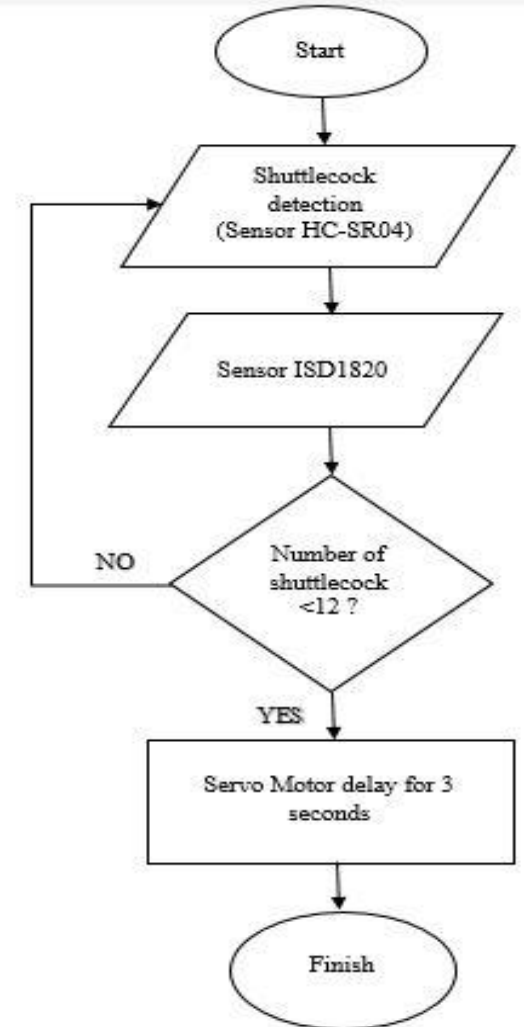 Start
Shuttlecock
detection
(Sensor HC-SR04)
Sensor ISD1820
Number of
shuttlecock
<12 ?
NO
YES
Servo Motor delay for 3
seconds
Finish